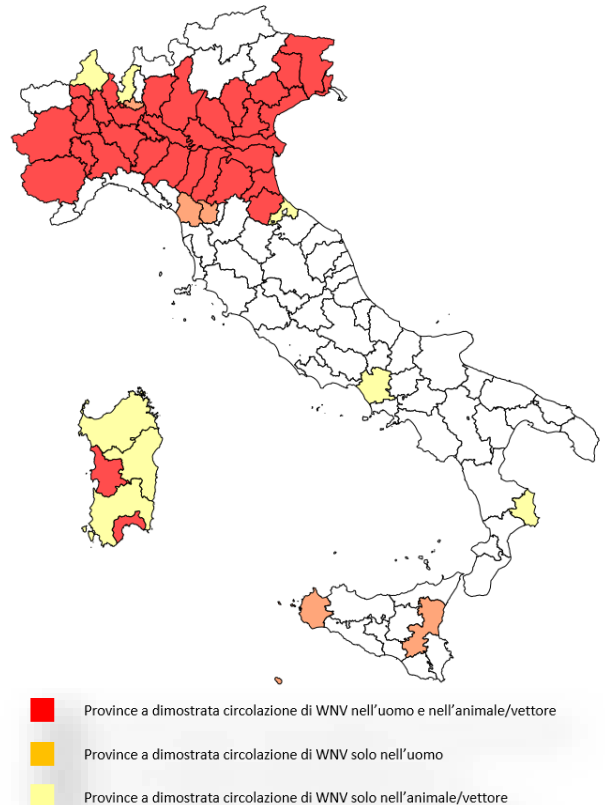 Province a dimostrata circolazione di WNV nell'uomo e nell'animale/vettore
Province a dimostrata circolazione di WNV solo nell'uomo
Province a dimostrata circolazione di WNV solo nell'animale/vettore